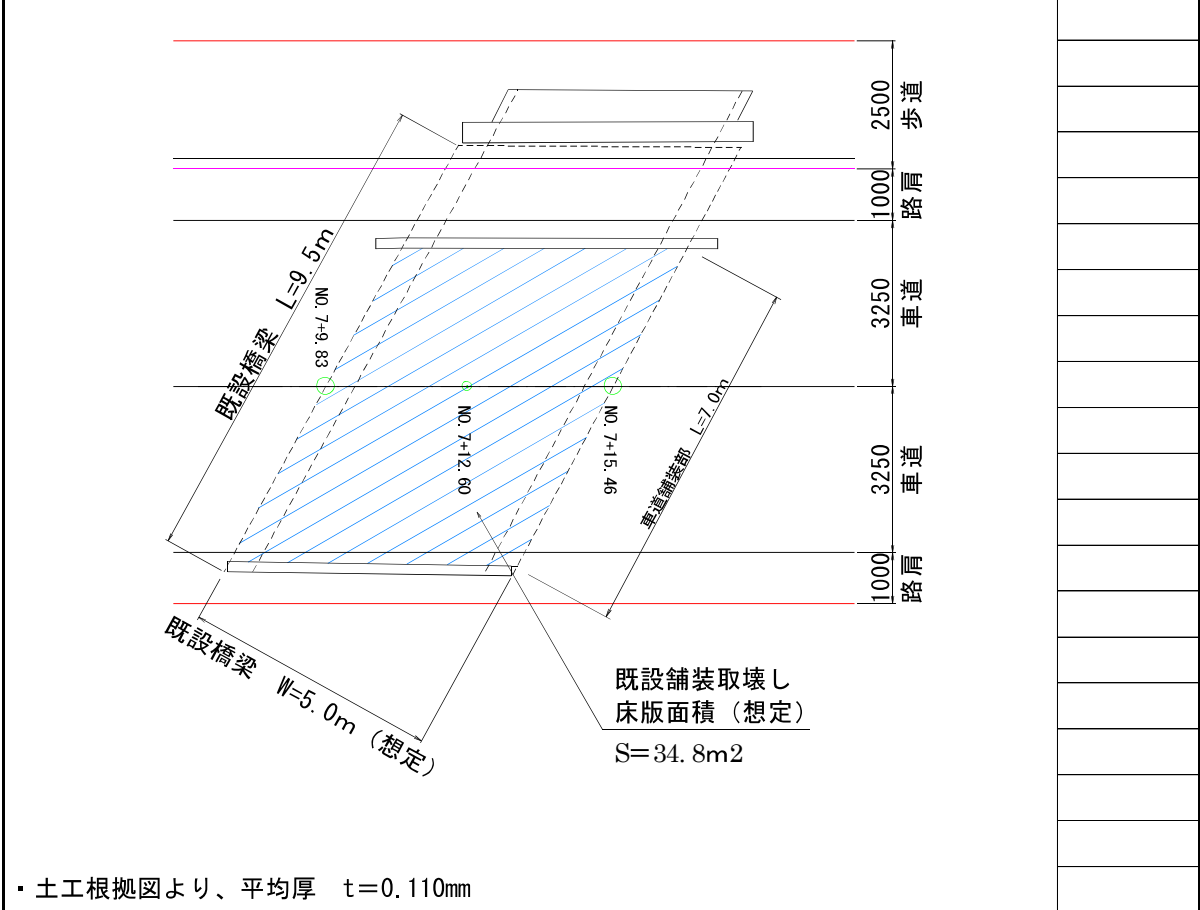 2500
歩道
1000
路肩
3250
車道
3250
車道
1000
路肩
既設橋梁　L=9.5m
NO.7+9.83
NO.7+12.60
NO.7+15.46
車道舗装部　L=7.0m
既設橋梁　W=5.0m（想定）
既設舗装取壊し
床版面積（想定）
S=34.8m2
・土工根拠図より、平均厚　t＝0.110mm